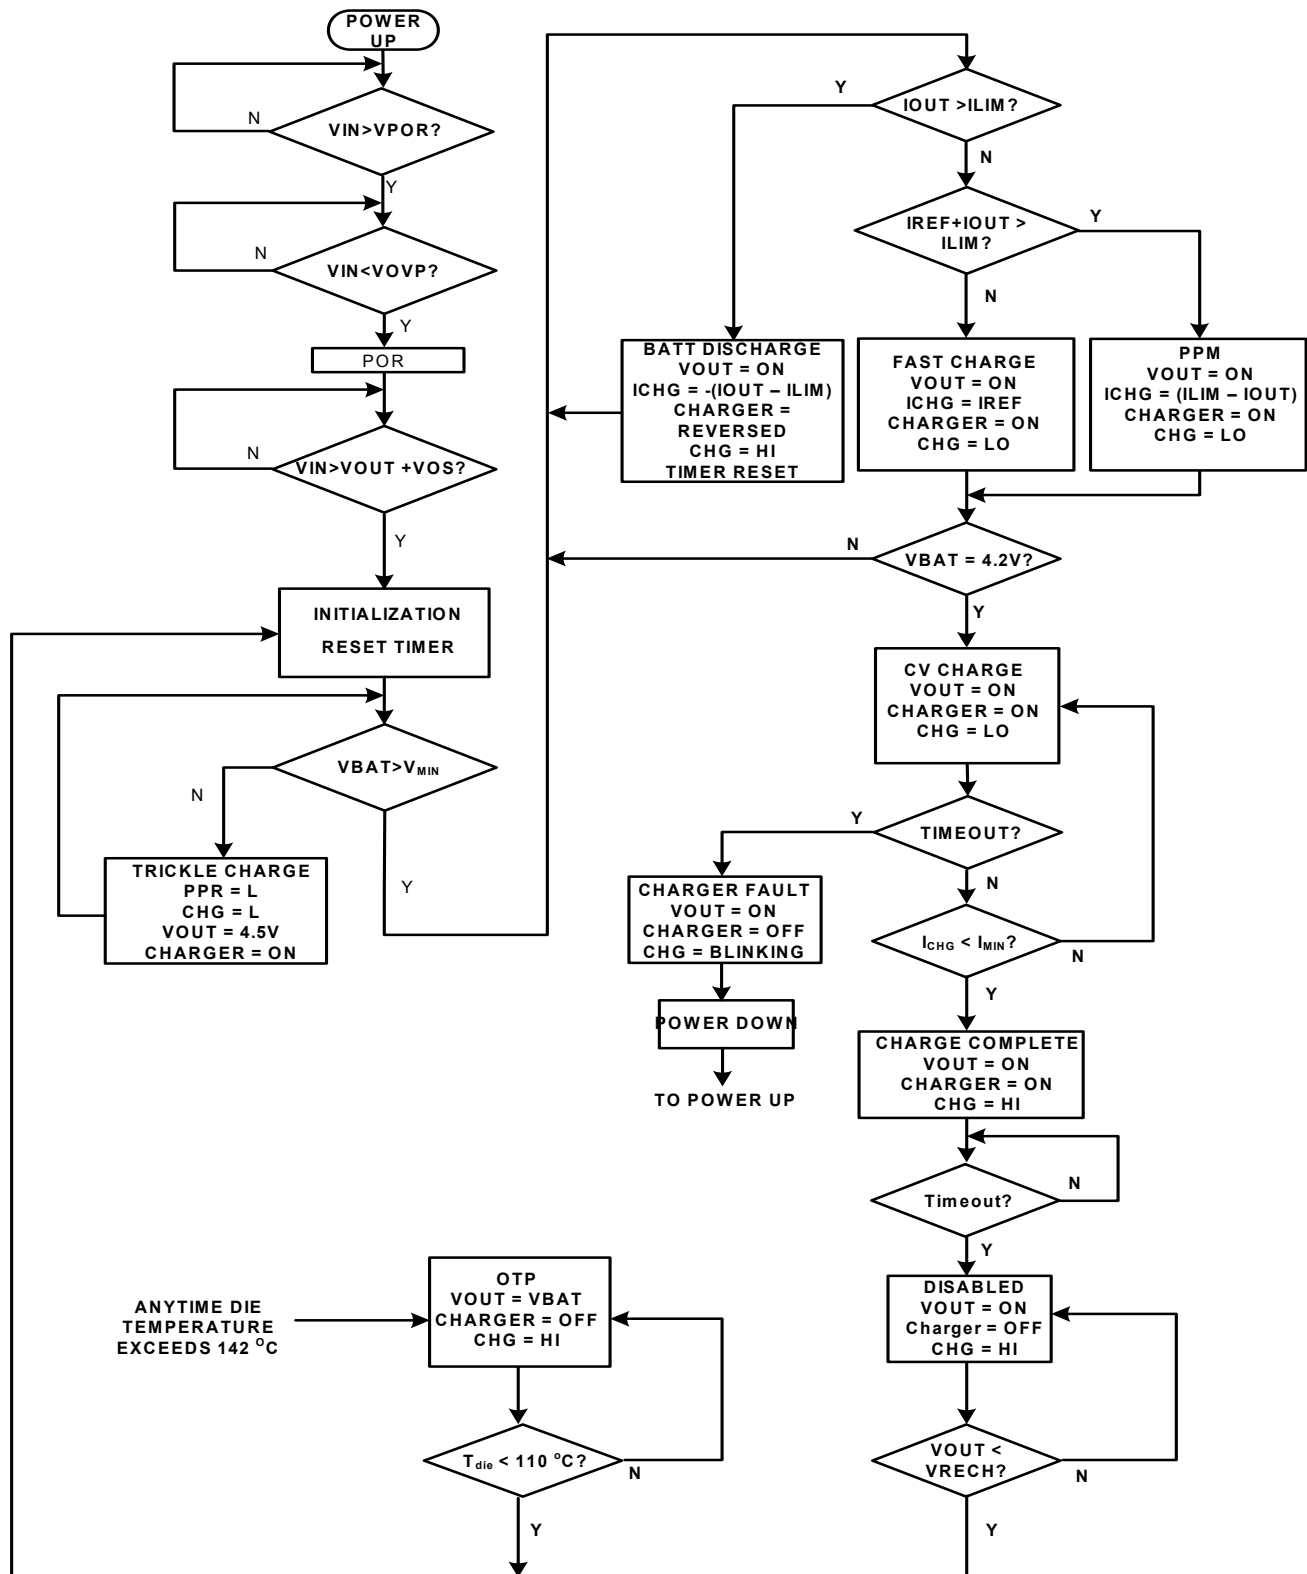 POWER
UP
N
VIN>VPOR?
Y
N
VIN<VOVP?
Y
POR
N
VIN>VOUT +VOS?
Y
INITIALIZATION
RESET TIMER
VBAT>VMIN
N
Y
TRICKLE CHARGE
PPR = L
CHG = L
VOUT = 4.5V
CHARGER = ON
Y
IOUT >ILIM?
N
IREF+IOUT >
ILIM?
Y
N
BATT DISCHARGE
VOUT = ON
ICHG = -(IOUT – ILIM)
CHARGER =
REVERSED
CHG = HI
TIMER RESET
FAST CHARGE
VOUT = ON
ICHG = IREF
CHARGER = ON
CHG = LO
PPM
VOUT = ON
ICHG = (ILIM – IOUT)
CHARGER = ON
CHG = LO
N
VBAT = 4.2V?
Y
CV CHARGE
VOUT = ON
CHARGER = ON
CHG = LO
Y
TIMEOUT?
N
CHARGER FAULT
VOUT = ON
CHARGER = OFF
CHG = BLINKING
ICHG < IMIN?
N
Y
POWER DOWN
TO POWER UP
CHARGE COMPLETE
VOUT = ON
CHARGER = ON
CHG = HI
Timeout?
N
Y
DISABLED
VOUT = ON
Charger = OFF
CHG = HI
VOUT <
VRECH?
N
Y
ANYTIME DIE
TEMPERATURE
EXCEEDS 142 °C
OTP
VOUT = VBAT
CHARGER = OFF
CHG = HI
Tdie < 110 °C?
N
Y